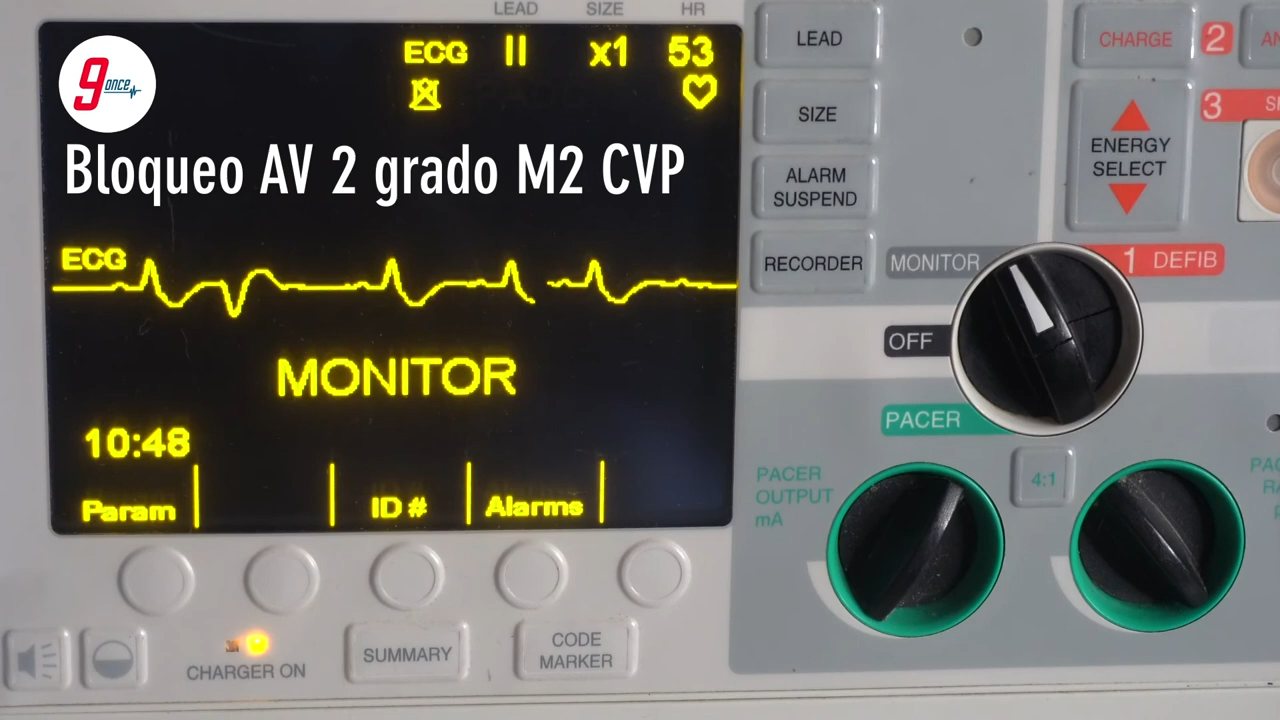 LEAD SIZE HR
ECG II x1 53
9once
Bloqueo AV 2 grado M2 CVP
ECG
MONITOR
10:48
Param ID # Alarms
LEAD
SIZE
ALARM
SUSPEND
RECORDER
CHARGE
2
3
ENERGY
SELECT
MONITOR
1 DEFIB
OFF
PACER
PACER
OUTPUT
mA
4:1
CHARGER ON
SUMMARY
CODE
MARKER